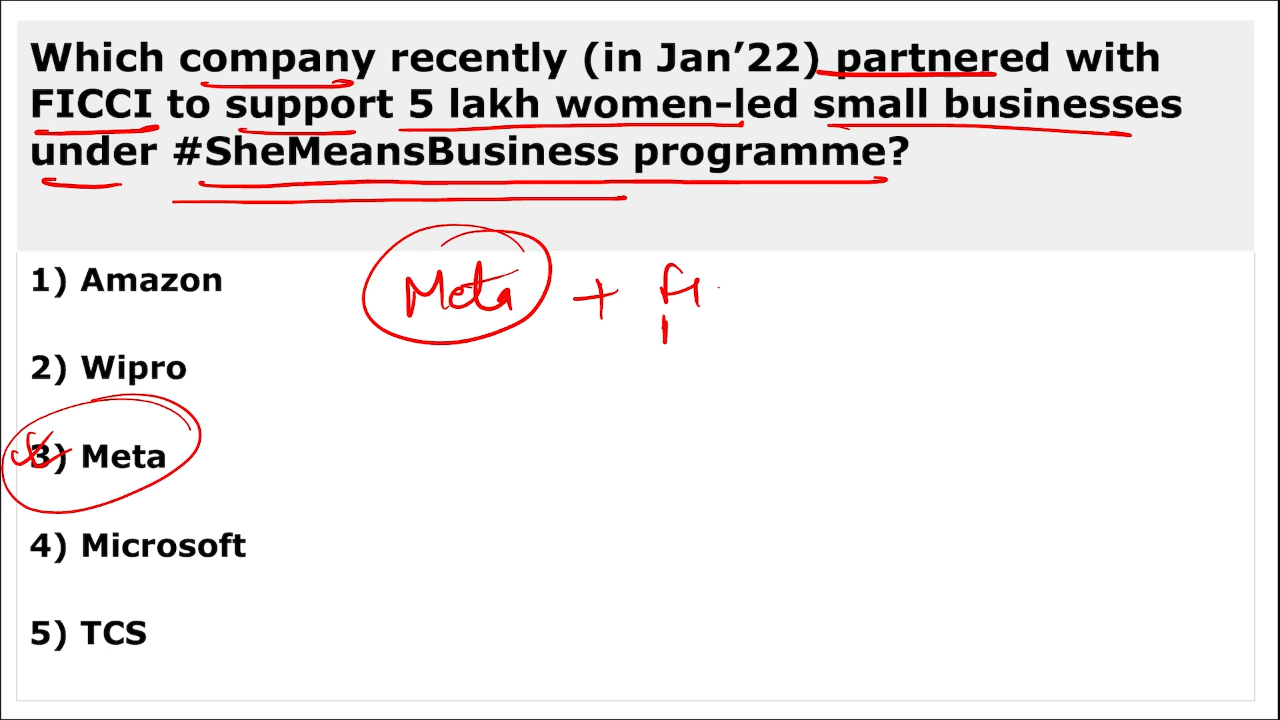 Which company recently (in Jan’22) partnered with
FICCI to support 5 lakh women-led small businesses
under #SheMeansBusiness programme?
1) Amazon
Meta + Fi
2) Wipro
3) Meta
4) Microsoft
5) TCS